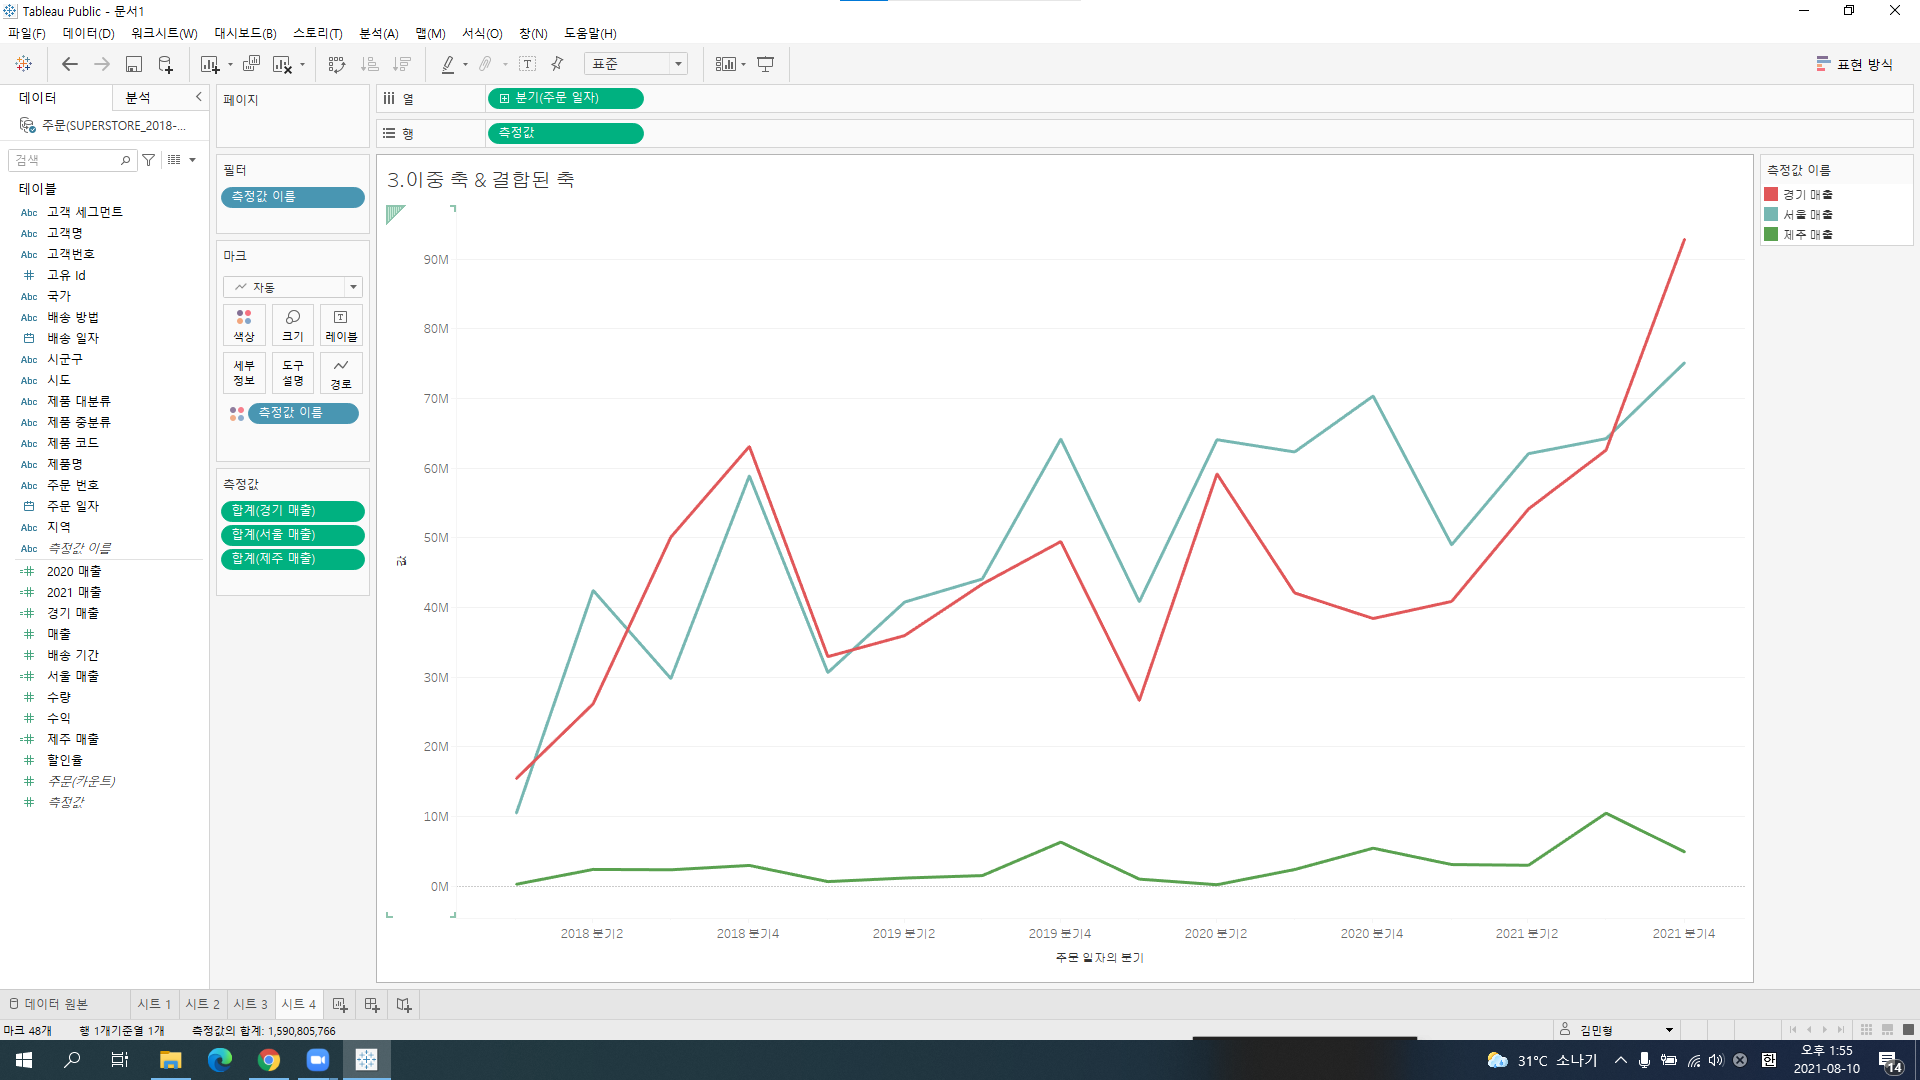 Tableau Public - 문서1
파일(F) 데이터(D) 워크시트(W) 대시보드(B) 스토리(T) 분석(A) 맵(M) 서식(O) 창(N) 도움말(H)
표준
표현 방식
데이터 분석
주문(SUPERSTORE_2018-...
검색
테이블
Abc 고객 세그먼트
Abc 고객명
Abc 고객번호
# 고유 Id
Abc 국가
Abc 배송 방법
배송 일자
Abc 시군구
Abc 시도
Abc 제품 대분류
Abc 제품 중분류
Abc 제품 코드
Abc 제품명
Abc 주문 번호
주문 일자
Abc 지역
Abc 측정값 이름
=# 2020 매출
=# 2021 매출
=# 경기 매출
# 매출
# 배송 기간
=# 서울 매출
# 수량
# 수익
=# 제주 매출
# 할인율
# 주문(카운트)
# 측정값
페이지
필터
측정값 이름
마크
자동
색상 크기 레이블
세부 정보 도구 설명 경로
측정값 이름
측정값
합계(경기 매출)
합계(서울 매출)
합계(제주 매출)
열 분기(주문 일자)
행 측정값
3.이중 축 & 결합된 축
90M
80M
70M
60M
50M
40M
30M
20M
10M
0M
값
2018 분기2 2018 분기4 2019 분기2 2019 분기4 2020 분기2 2020 분기4 2021 분기2 2021 분기4
주문 일자의 분기
측정값 이름
경기 매출
서울 매출
제주 매출
데이터 원본 시트 1 시트 2 시트 3 시트 4
마크 48개 행 1개기준열 1개 측정값의 합계: 1,590,805,766
김민형
31°C 소나기
한
오후 1:55
2021-08-10
14